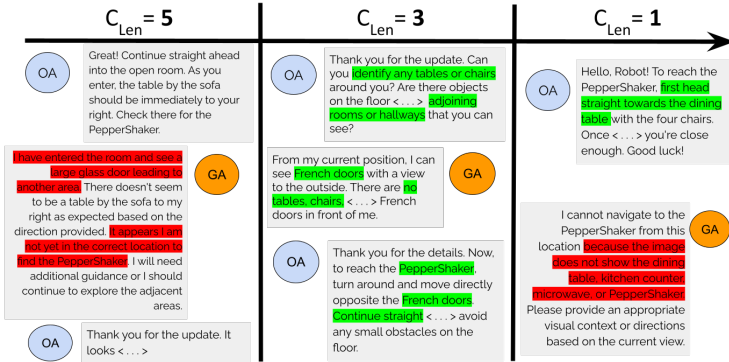 C_Len = 5
OA
Great! Continue straight ahead
into the open room. As you
enter, the table by the sofa
should be immediately to your
right. Check there for the
PepperShaker.
I have entered the room and see a
large glass door leading to
another area. There doesn't seem
to be a table by the sofa to my
right as expected based on the
direction provided. It appears I am
not yet in the correct location to
find the PepperShaker. I will need
additional guidance or I should
continue to explore the adjacent
areas.
GA
OA
Thank you for the update. It
looks < . . . >
C_Len = 3
OA
Thank you for the update. Can
you identify any tables or chairs
around you? Are there objects
on the floor < . . . > adjoining
rooms or hallways that you can
see?
From my current position, I can
see French doors with a view
to the outside. There are no
tables, chairs, < . . . > French
doors in front of me.
GA
OA
Thank you for the details. Now,
to reach the PepperShaker,
turn around and move directly
opposite the French doors.
Continue straight < . . . > avoid
any small obstacles on the
floor.
C_Len = 1
OA
Hello, Robot! To reach the
PepperShaker, first head
straight towards the dining
table with the four chairs.
Once < . . . > you're close
enough. Good luck!
I cannot navigate to the
PepperShaker from this
location because the image
does not show the dining
table, kitchen counter,
microwave, or PepperShaker.
Please provide an appropriate
visual context or directions
based on the current view.
GA